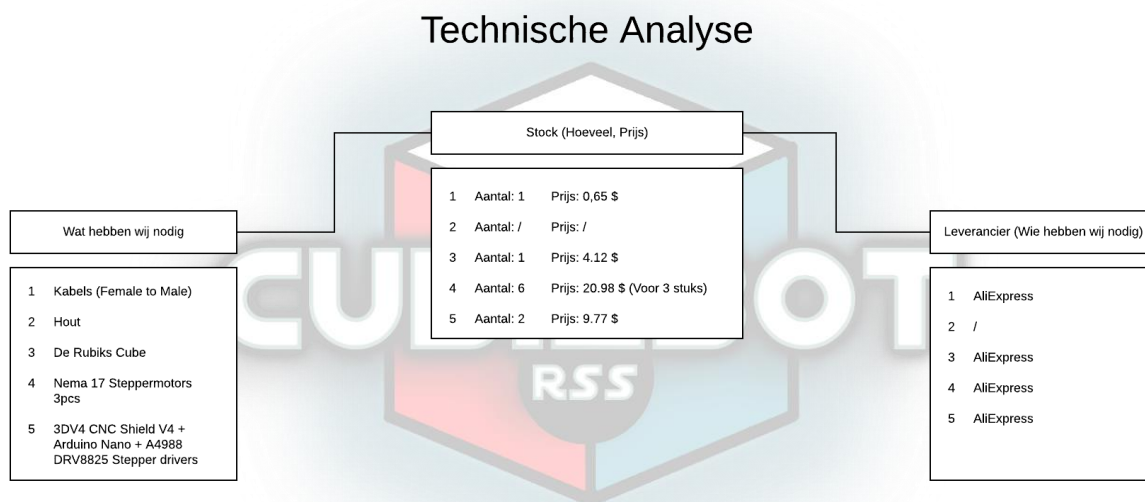 Technische Analyse
Stock (Hoeveel, Prijs)
1 Aantal: 1 Prijs: 0,65 $
2 Aantal: / Prijs: /
3 Aantal: 1 Prijs: 4.12 $
4 Aantal: 6 Prijs: 20.98 $ (Voor 3 stuks)
5 Aantal: 2 Prijs: 9.77 $
Wat hebben wij nodig
1 Kabels (Female to Male)
2 Hout
3 De Rubiks Cube
4 Nema 17 Steppermotors
3pcs
5 3DV4 CNC Shield V4 +
Arduino Nano + A4988
DRV8825 Stepper drivers
Leverancier (Wie hebben wij nodig)
1 AliExpress
2 /
3 AliExpress
4 AliExpress
5 AliExpress
RSS